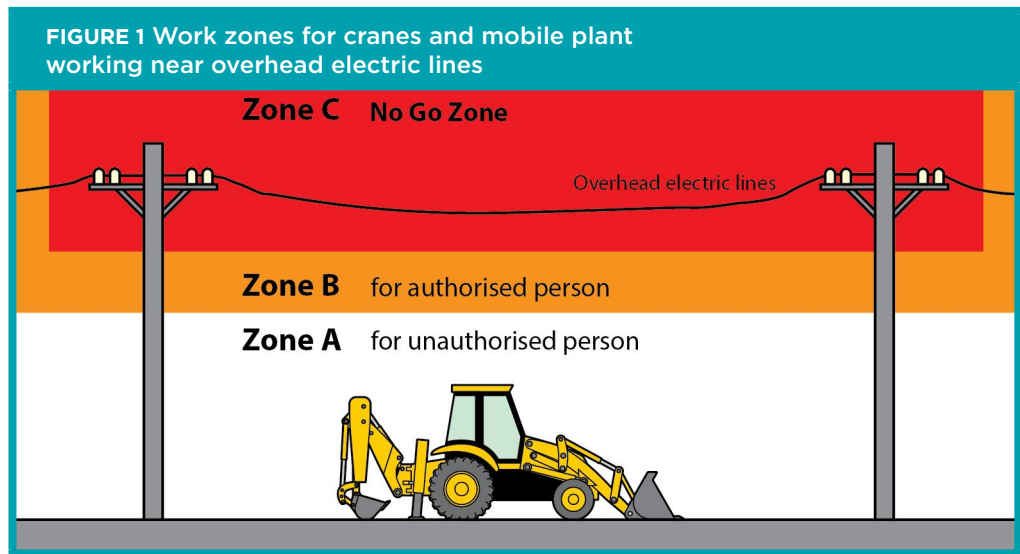 FIGURE 1 Work zones for cranes and mobile plant
working near overhead electric lines
Zone C No Go Zone
Overhead electric lines
Zone B for authorised person
Zone A for unauthorised person